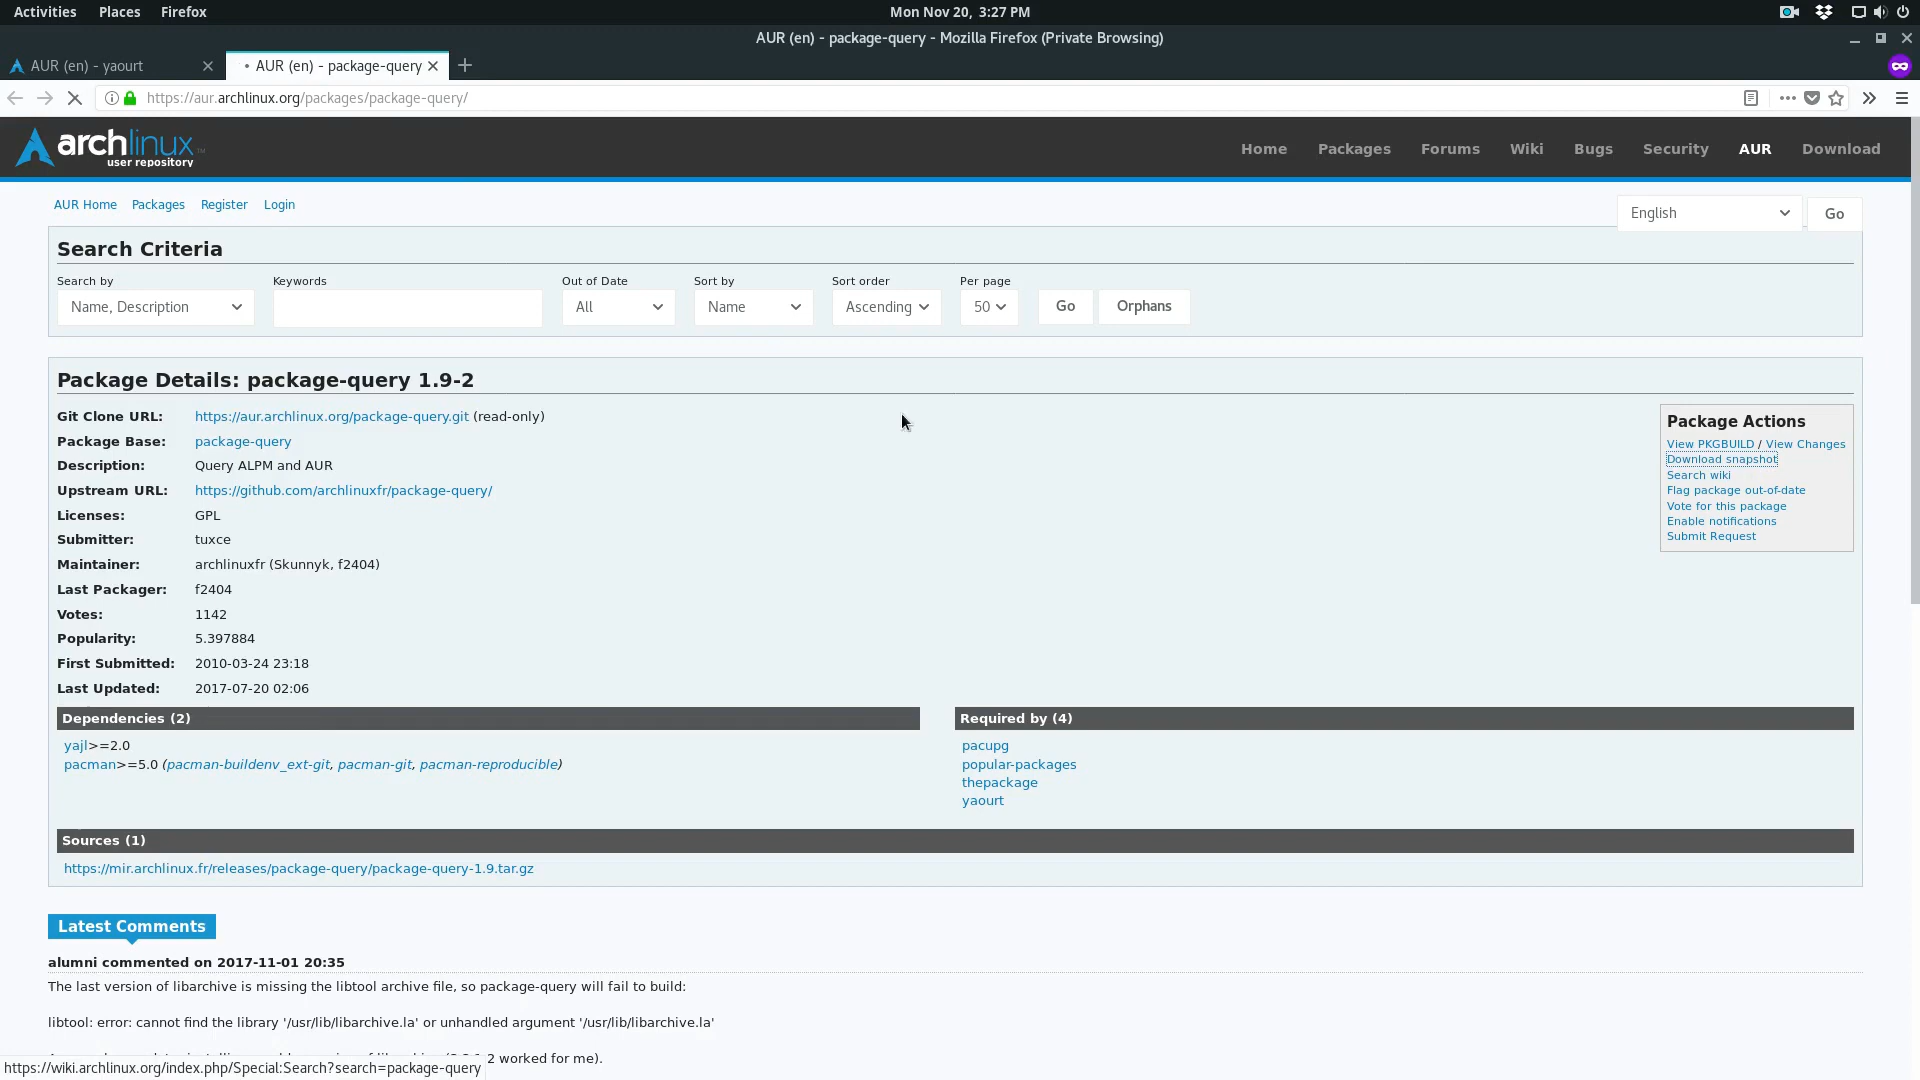 Activities Places Firefox Mon Nov 20, 3:27 PM
AUR (en) - package-query - Mozilla Firefox (Private Browsing)
AUR (en) - yaourt AUR (en) - package-query
https://aur.archlinux.org/packages/package-query/
archlinux™
user repository
Home Packages Forums Wiki Bugs Security AUR Download
AUR Home Packages Register Login
English Go
Search Criteria
Search by Keywords Out of Date Sort by Sort order Per page
Name, Description All Name Ascending 50 Go Orphans
Package Details: package-query 1.9-2
Git Clone URL: https://aur.archlinux.org/package-query.git (read-only)
Package Base: package-query
Description: Query ALPM and AUR
Upstream URL: https://github.com/archlinuxfr/package-query/
Licenses: GPL
Submitter: tuxce
Maintainer: archlinuxfr (Skunnyk, f2404)
Last Packager: f2404
Votes: 1142
Popularity: 5.397884
First Submitted: 2010-03-24 23:18
Last Updated: 2017-07-20 02:06
Package Actions
View PKGBUILD / View Changes
Download snapshot
Search wiki
Flag package out-of-date
Vote for this package
Enable notifications
Submit Request
Dependencies (2)
yajl>=2.0
pacman>=5.0 (pacman-buildenv_ext-git, pacman-git, pacman-reproducible)
Required by (4)
pacupg
popular-packages
thepackage
yaourt
Sources (1)
https://mir.archlinux.fr/releases/package-query/package-query-1.9.tar.gz
Latest Comments
alumni commented on 2017-11-01 20:35
The last version of libarchive is missing the libtool archive file, so package-query will fail to build:
libtool: error: cannot find the library '/usr/lib/libarchive.la' or unhandled argument '/usr/lib/libarchive.la'
2 worked for me).
https://wiki.archlinux.org/index.php/Special:Search?search=package-query